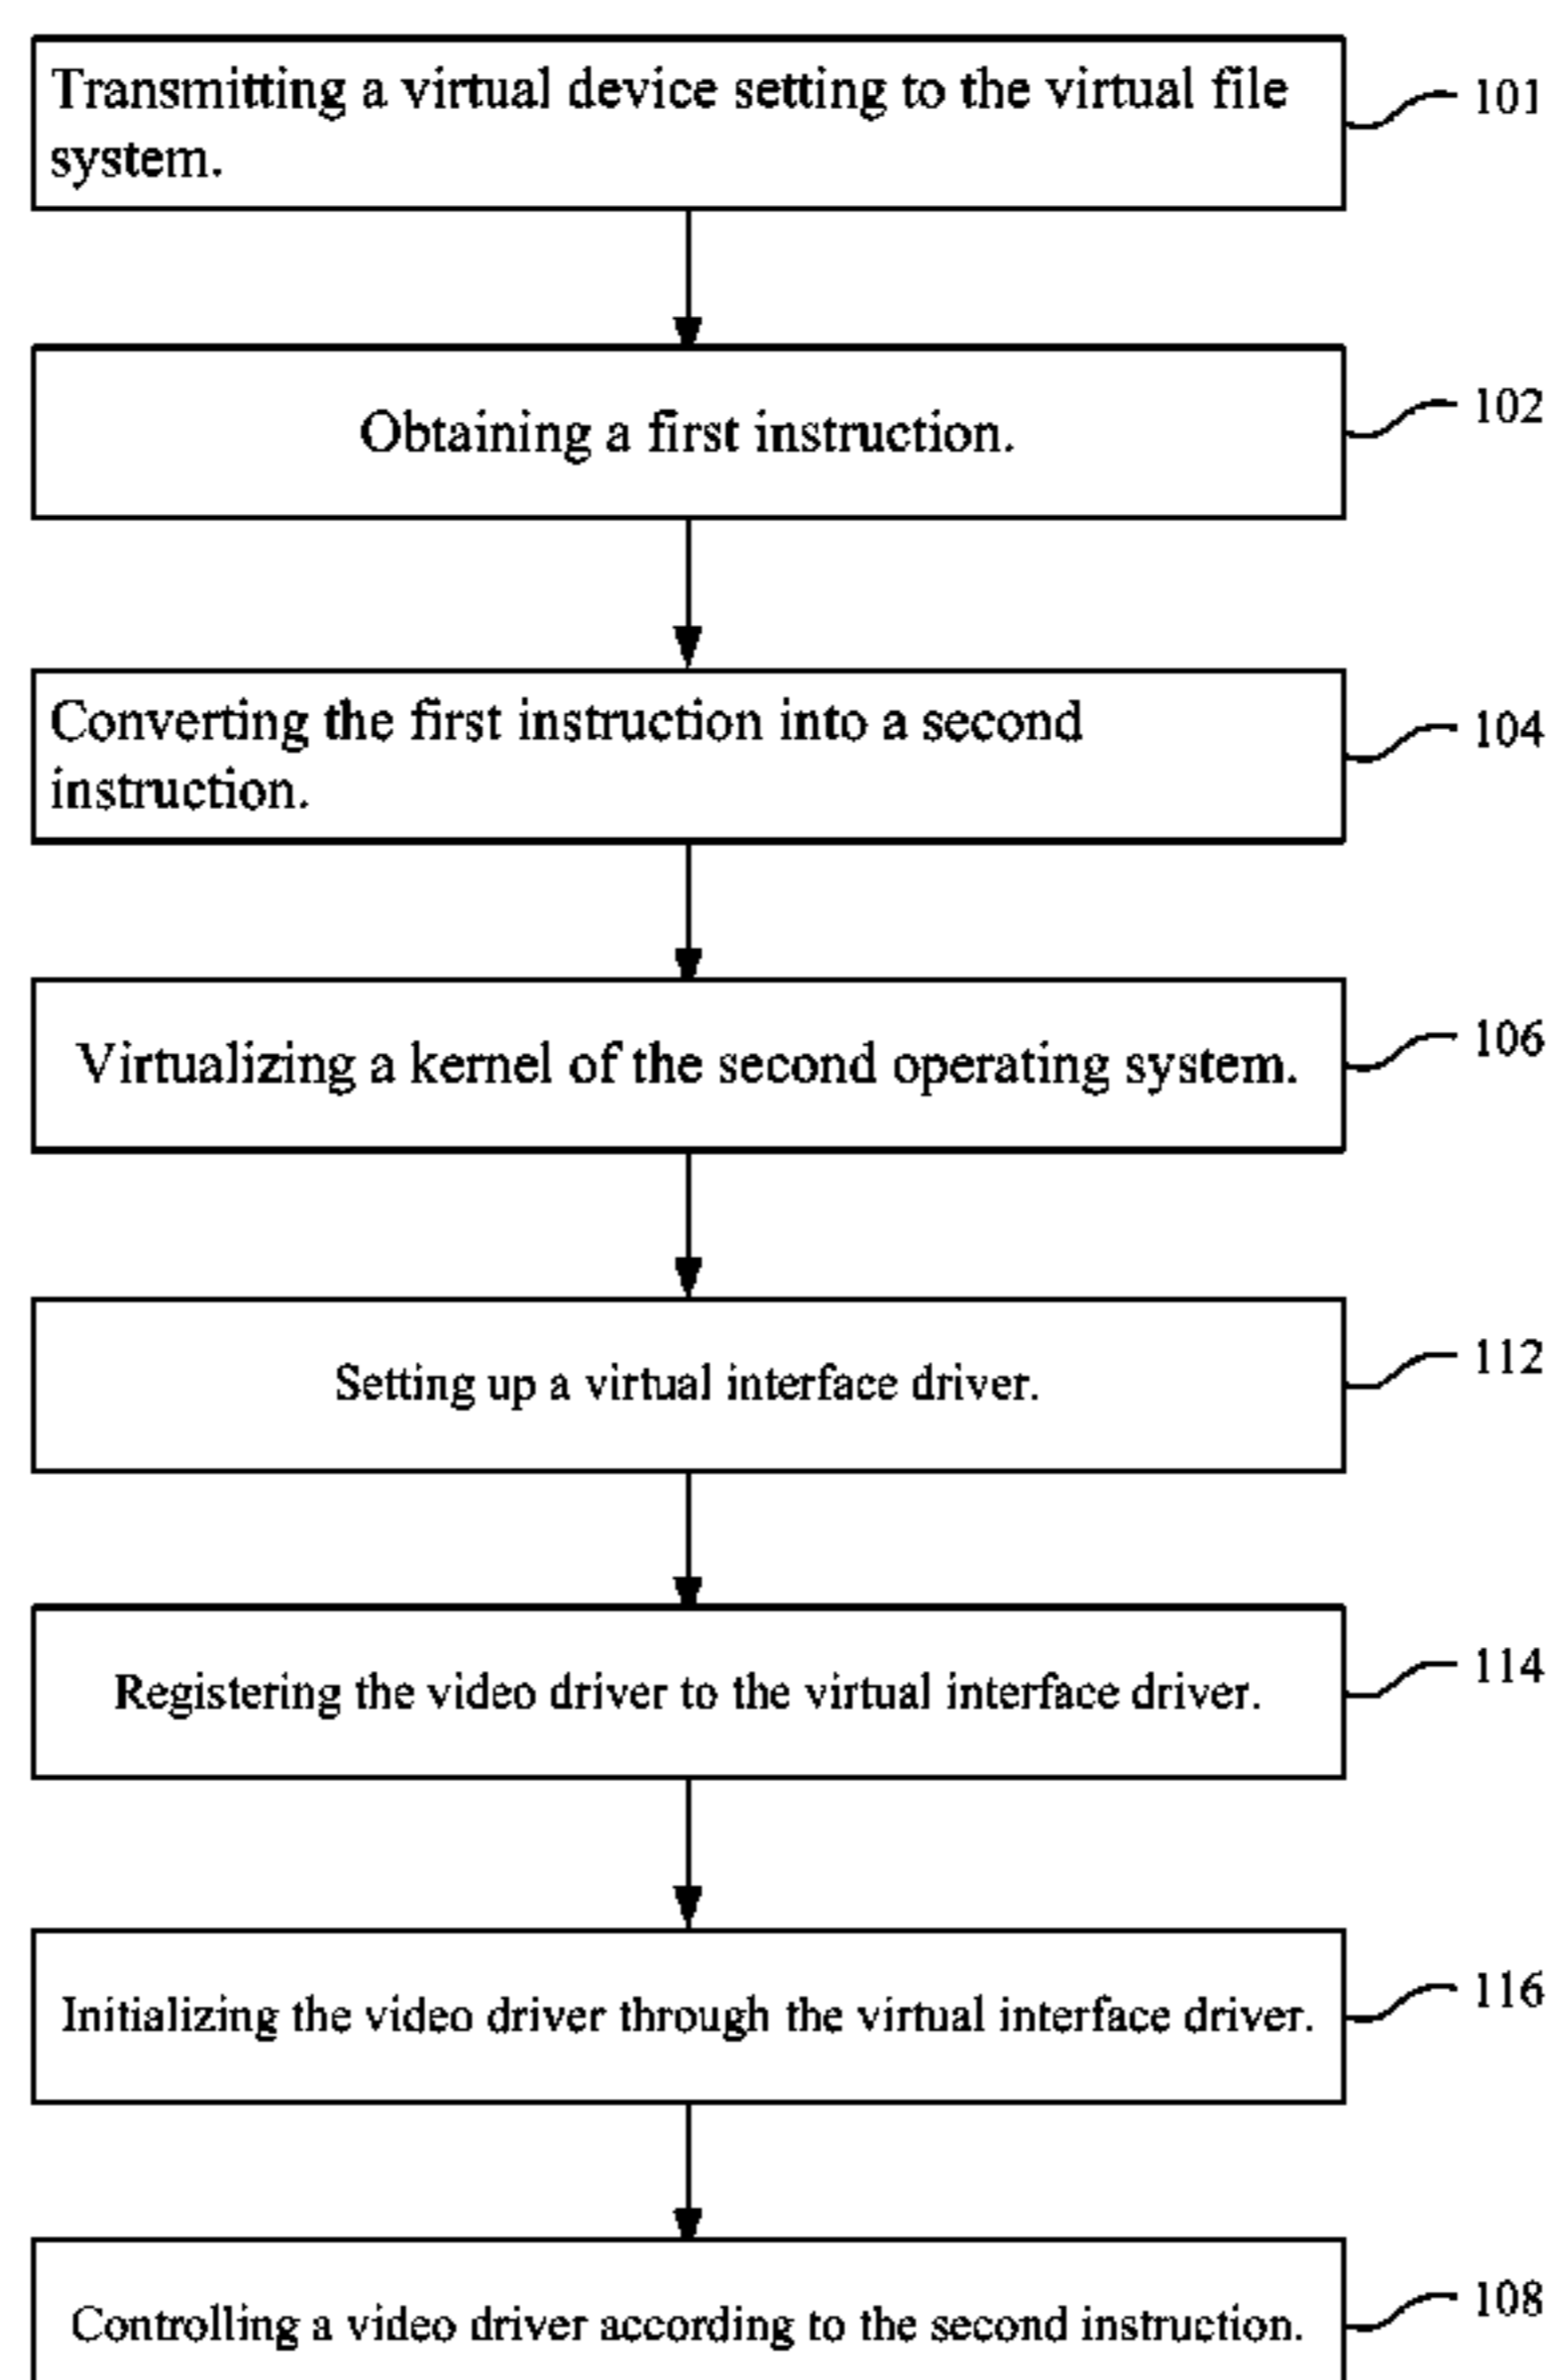 Transmitting a virtual device setting to the virtual file
system.
101
Obtaining a first instruction.
102
Converting the first instruction into a second
instruction.
104
Virtualizing a kernel of the second operating system.
106
Setting up a virtual interface driver.
112
Registering the video driver to the virtual interface driver.
114
Initializing the video driver through the virtual interface driver.
116
Controlling a video driver according to the second instruction.
108